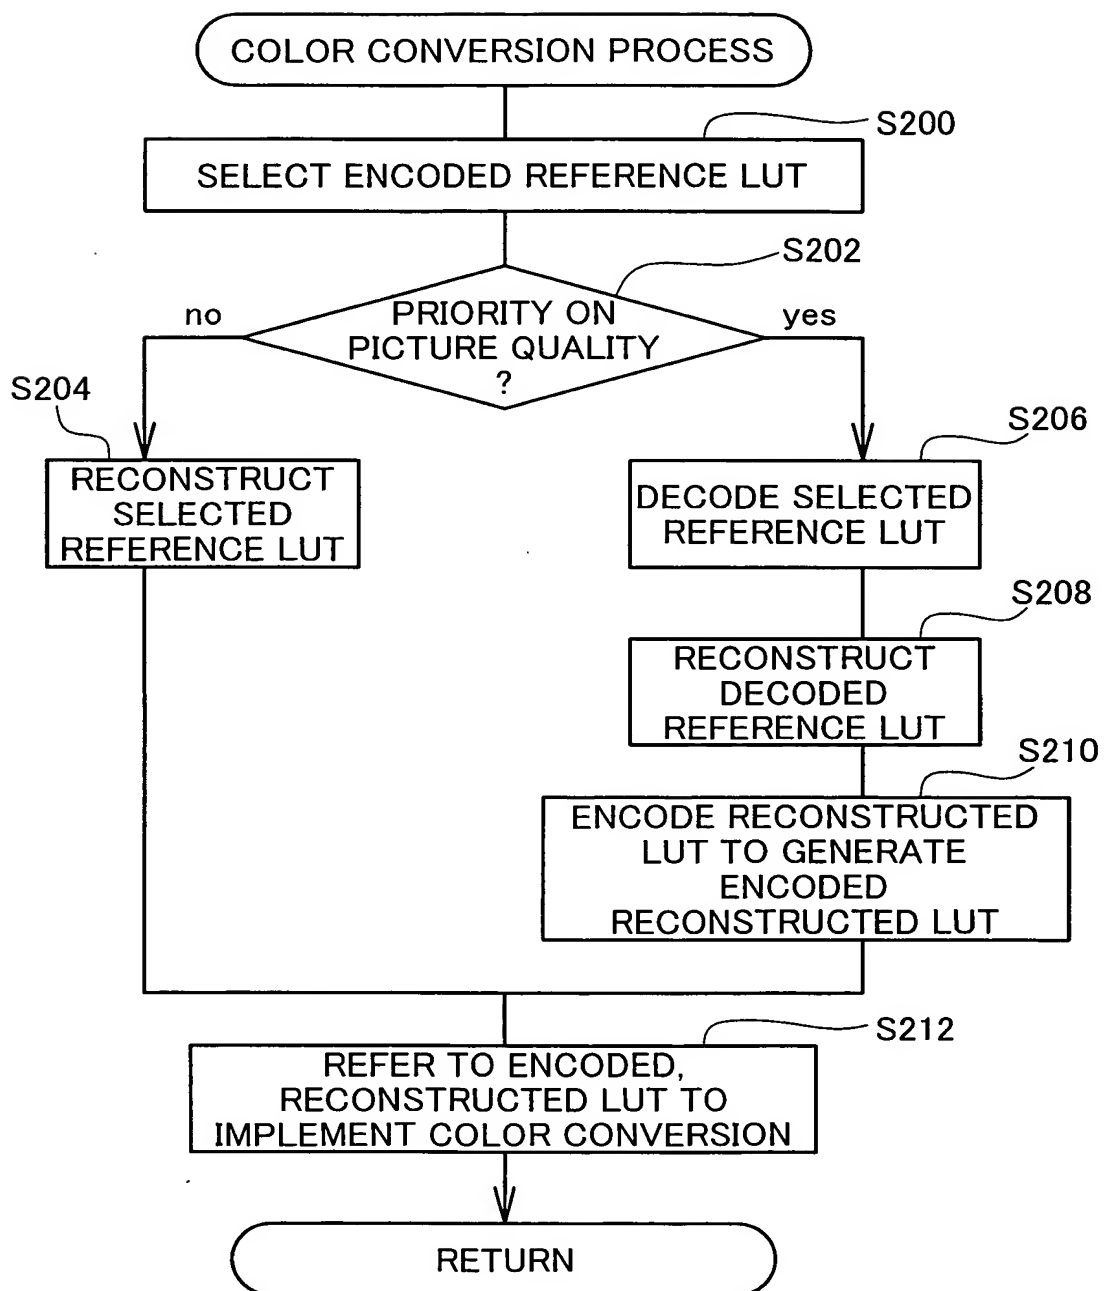 COLOR CONVERSION PROCESS
S200
SELECT ENCODED REFERENCE LUT
S202
PRIORITY ON
PICTURE QUALITY
?
no
yes
S204
RECONSTRUCT
SELECTED
REFERENCE LUT
S206
DECODE SELECTED
REFERENCE LUT
S208
RECONSTRUCT
DECODED
REFERENCE LUT
S210
ENCODE RECONSTRUCTED
LUT TO GENERATE
ENCODED
RECONSTRUCTED LUT
S212
REFER TO ENCODED,
RECONSTRUCTED LUT TO
IMPLEMENT COLOR CONVERSION
RETURN